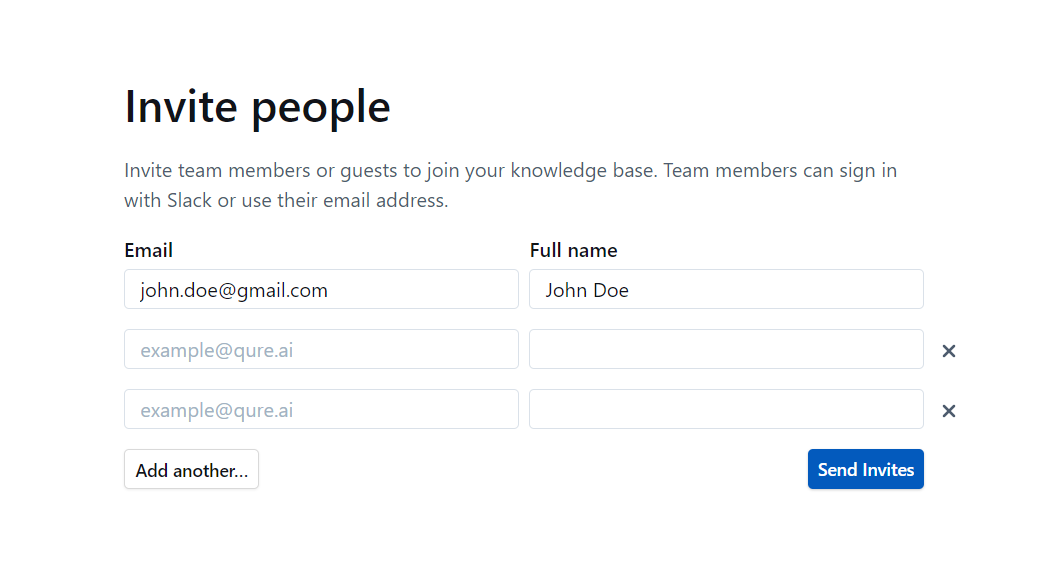 Invite people
Invite team members or guests to join your knowledge base. Team members can sign in
with Slack or use their email address.
Email Full name
john.doe@gmail.com John Doe
example@qure.ai
example@qure.ai
Add another... Send Invites